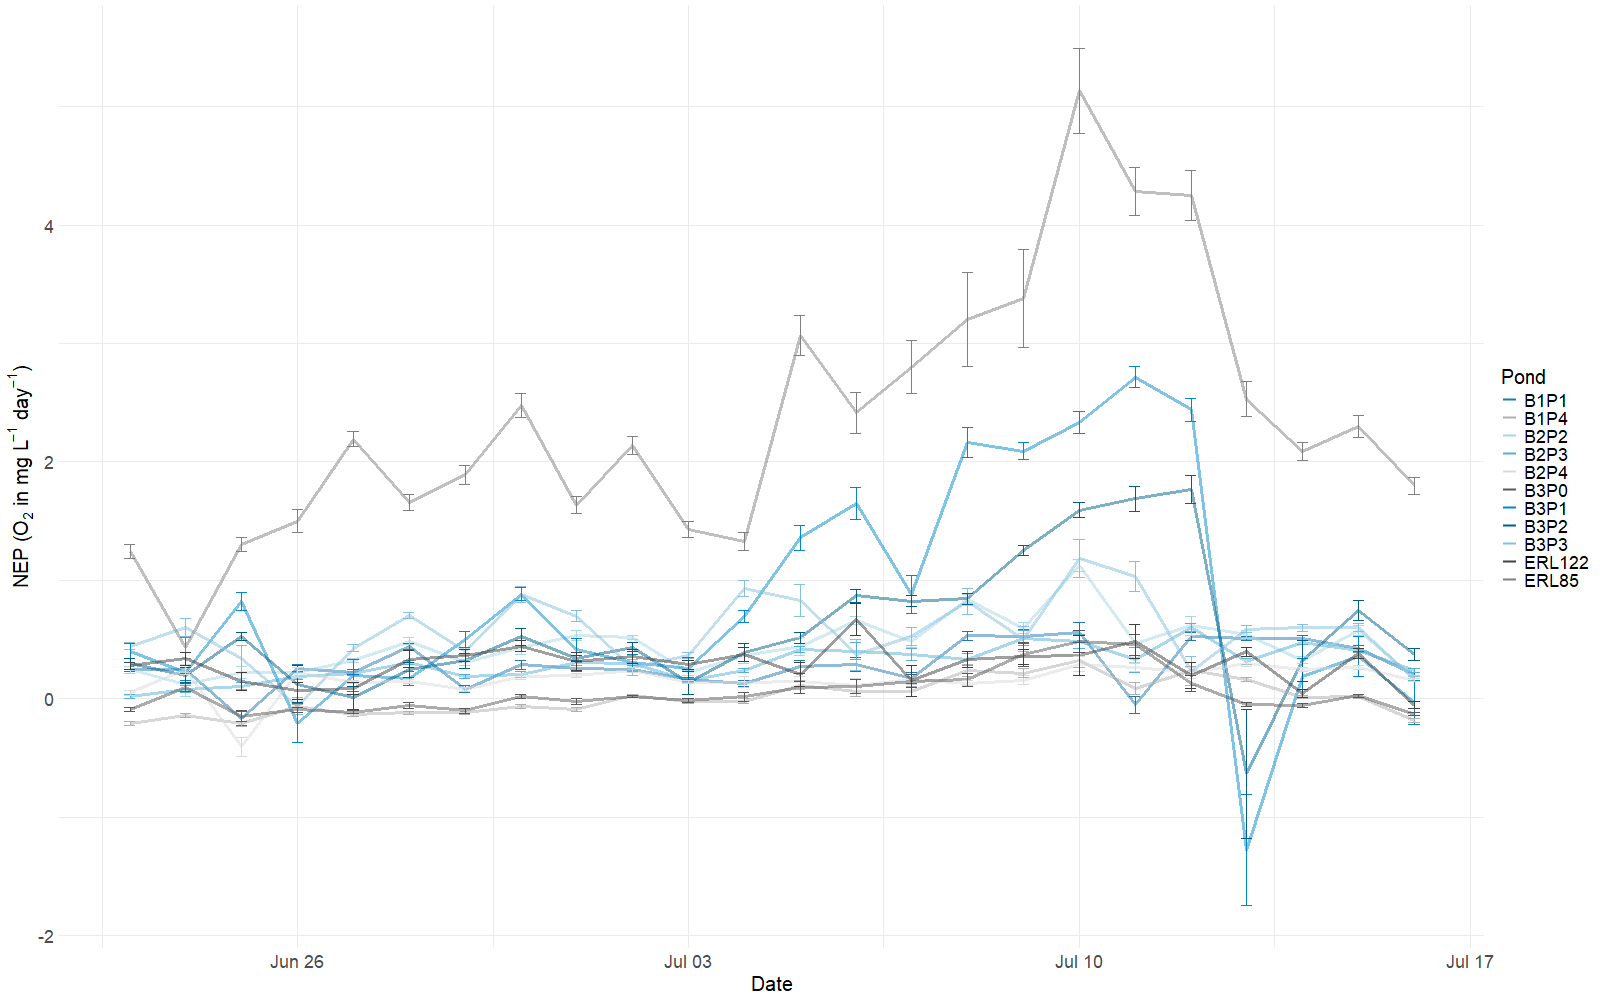 NEP (O₂ in mg L⁻¹ day⁻¹)
4
2
0
-2
Jun 26
Jul 03
Jul 10
Jul 17
Date
Pond
B1P1
B1P4
B2P2
B2P3
B2P4
B3P0
B3P1
B3P2
B3P3
ERL122
ERL85